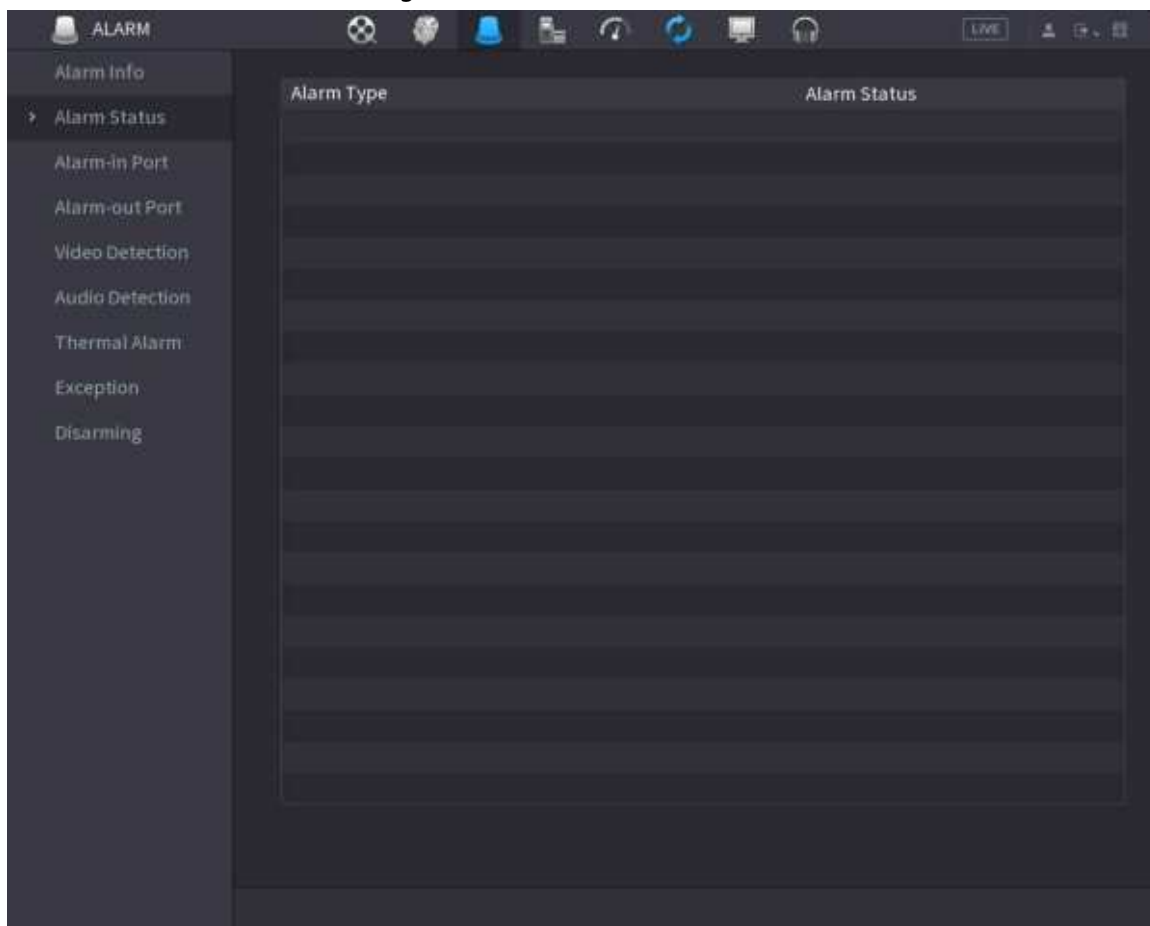 ALARM
LIVE
Alarm Info
Alarm Type
Alarm Status
Alarm Status
Alarm-in Port
Alarm-out Port
Video Detection
Audio Detection
Thermal Alarm
Exception
Disarming